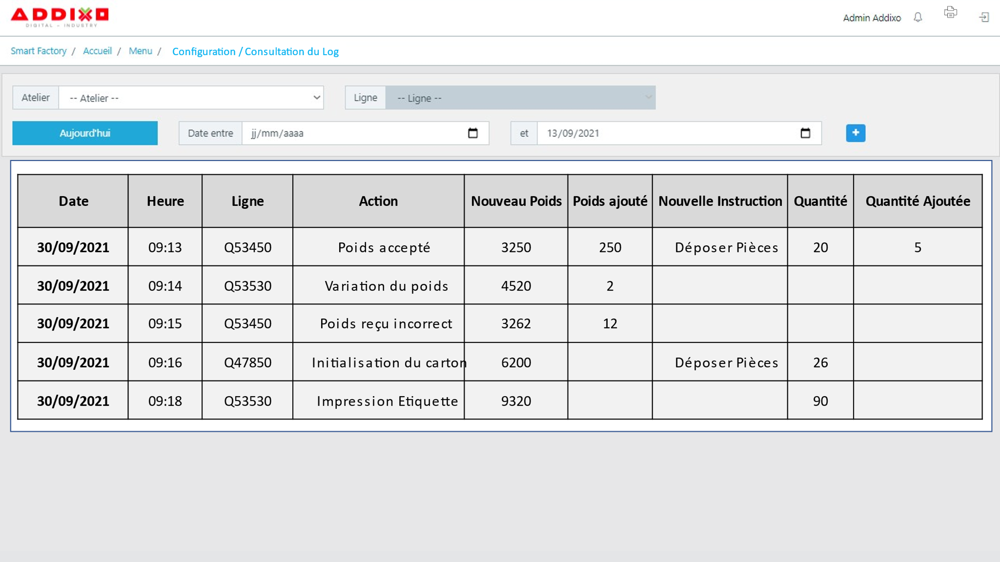 ADDIXO
DIGITAL – INDUSTRY
Admin Addixo
Smart Factory / Accueil / Menu / Configuration / Consultation du Log
Atelier -- Atelier -- Ligne -- Ligne --
Aujourd'hui Date entre jj/mm/aaaa et 13/09/2021 +
Date Heure Ligne Action Nouveau Poids Poids ajouté Nouvelle Instruction Quantité Quantité Ajoutée
30/09/2021 09:13 Q53450 Poids accepté 3250 250 Déposer Pièces 20 5
30/09/2021 09:14 Q53530 Variation du poids 4520 2
30/09/2021 09:15 Q53450 Poids reçu incorrect 3262 12
30/09/2021 09:16 Q47850 Initialisation du carton 6200 Déposer Pièces 26
30/09/2021 09:18 Q53530 Impression Etiquette 9320 90